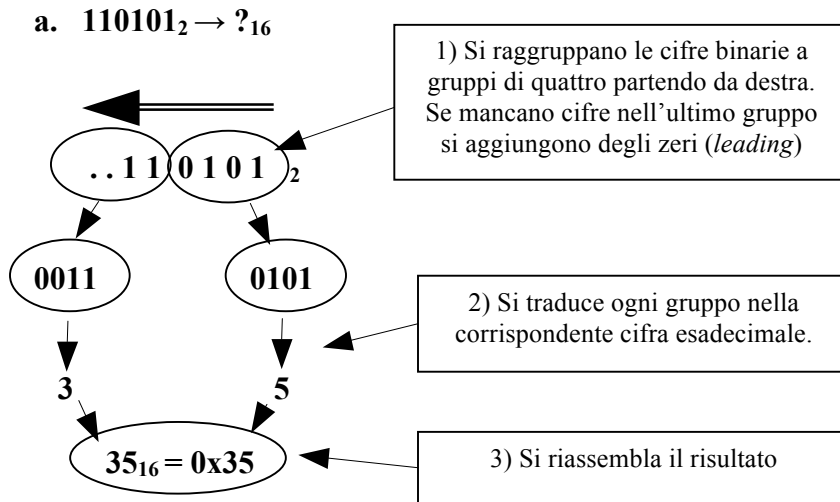 a. 110101₂ → ?₁₆
1) Si raggruppano le cifre binarie a
gruppi di quattro partendo da destra.
Se mancano cifre nell’ultimo gruppo
si aggiungono degli zeri (leading)
. . 1 1 0 1 0 1 ₂
0011 0101
2) Si traduce ogni gruppo nella
corrispondente cifra esadecimale.
3 5
35₁₆ = 0x35
3) Si riassembla il risultato